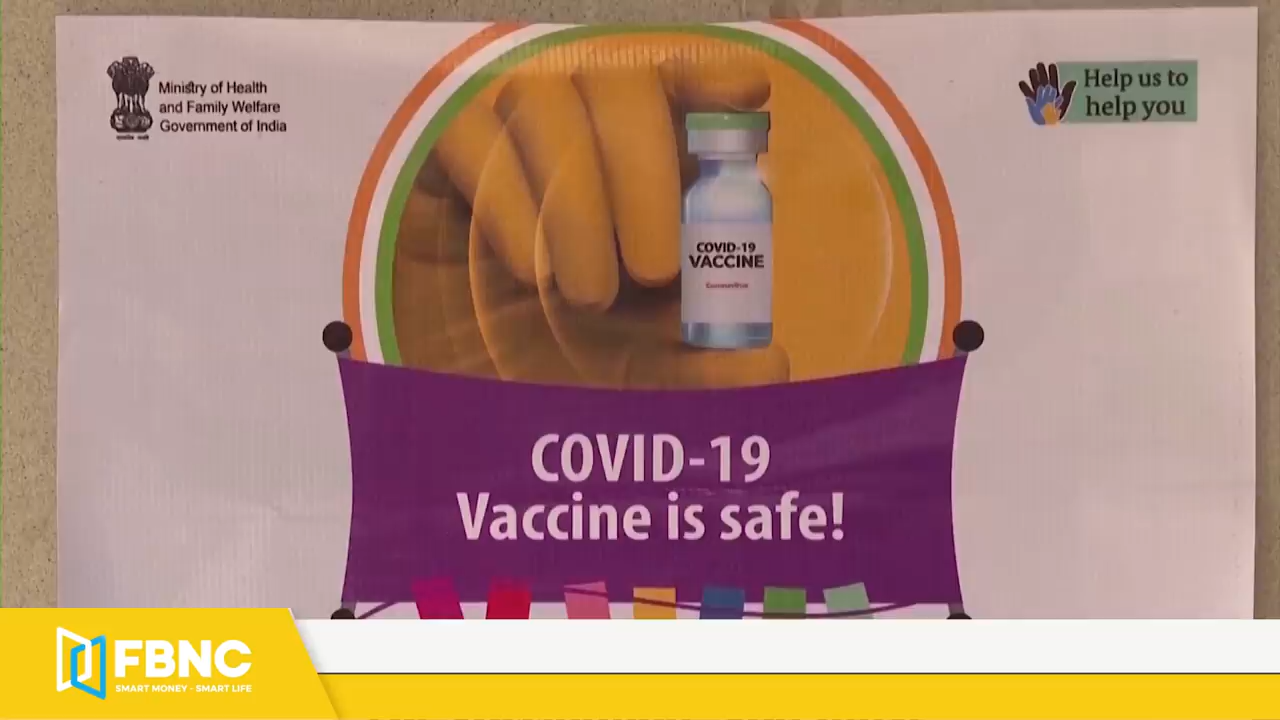 Ministry of Health
and Family Welfare
Government of India
Help us to
help you
COVID-19
VACCINE
Coronavirus
COVID-19
Vaccine is safe!
FBNC
SMART MONEY - SMART LIFE